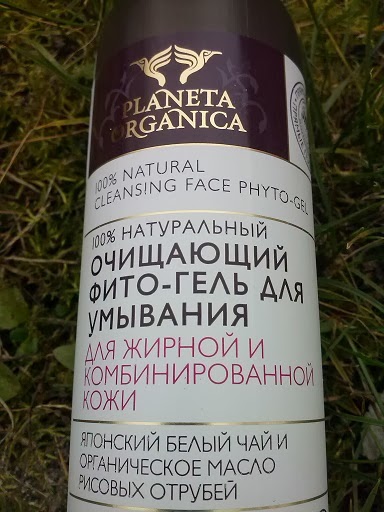 PLANETA
ORGANICA
100% NATURAL
CLEANSING FACE PHYTO-GEL
100% НАТУРАЛЬНЫЙ
ОЧИЩАЮЩИЙ
ФИТО-ГЕЛЬ ДЛЯ
УМЫВАНИЯ
ДЛЯ ЖИРНОЙ И
КОМБИНИРОВАННОЙ
КОЖИ
ЯПОНСКИЙ БЕЛЫЙ ЧАЙ И
ОРГАНИЧЕСКОЕ МАСЛО
РИСОВЫХ ОТРУБЕЙ